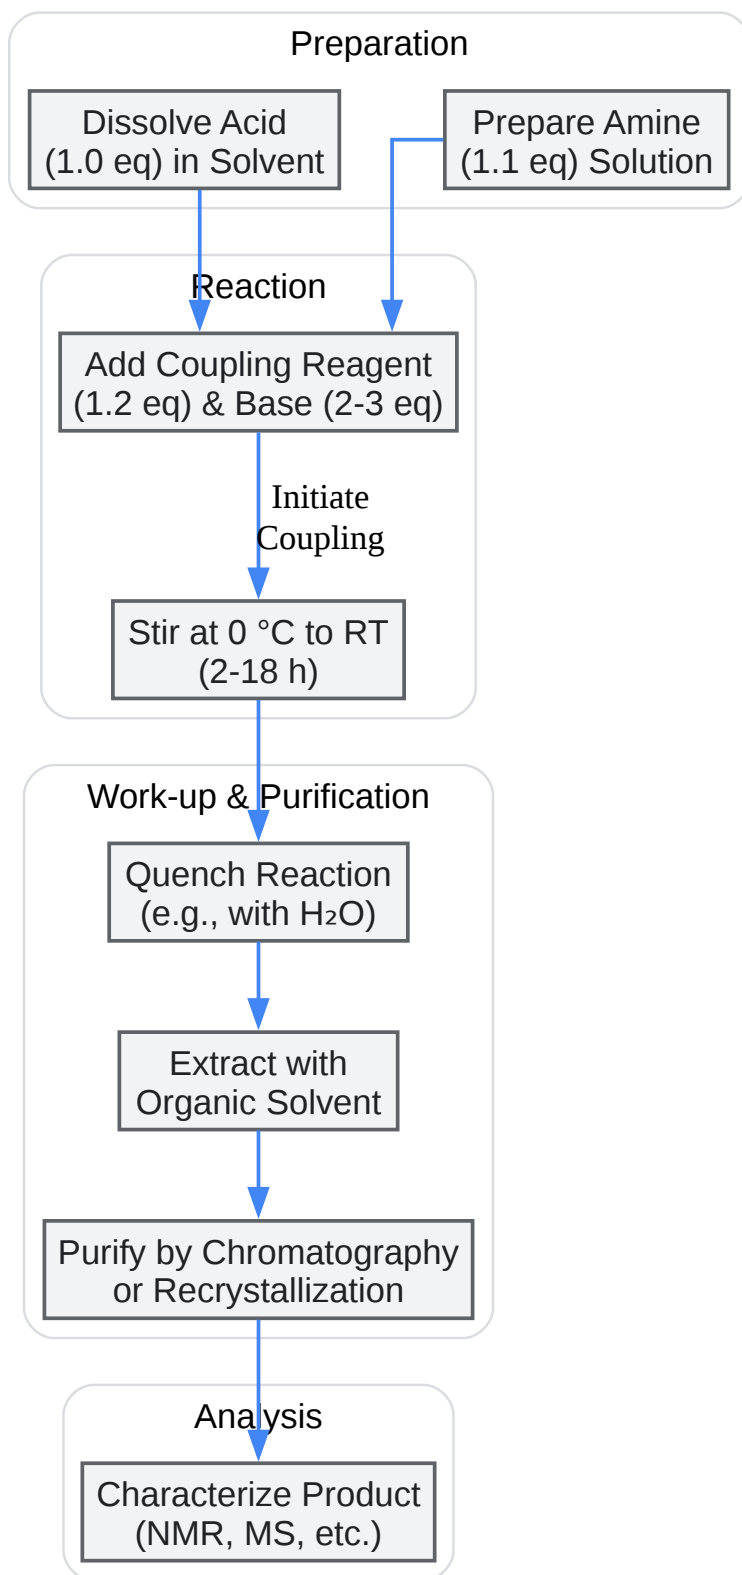 Preparation
Dissolve Acid
(1.0 eq) in Solvent
Prepare Amine
(1.1 eq) Solution
Reaction
Add Coupling Reagent
(1.2 eq) & Base (2-3 eq)
Initiate
Coupling
Stir at 0 °C to RT
(2-18 h)
Work-up & Purification
Quench Reaction
(e.g., with H₂O)
Extract with
Organic Solvent
Purify by Chromatography
or Recrystallization
Analysis
Characterize Product
(NMR, MS, etc.)